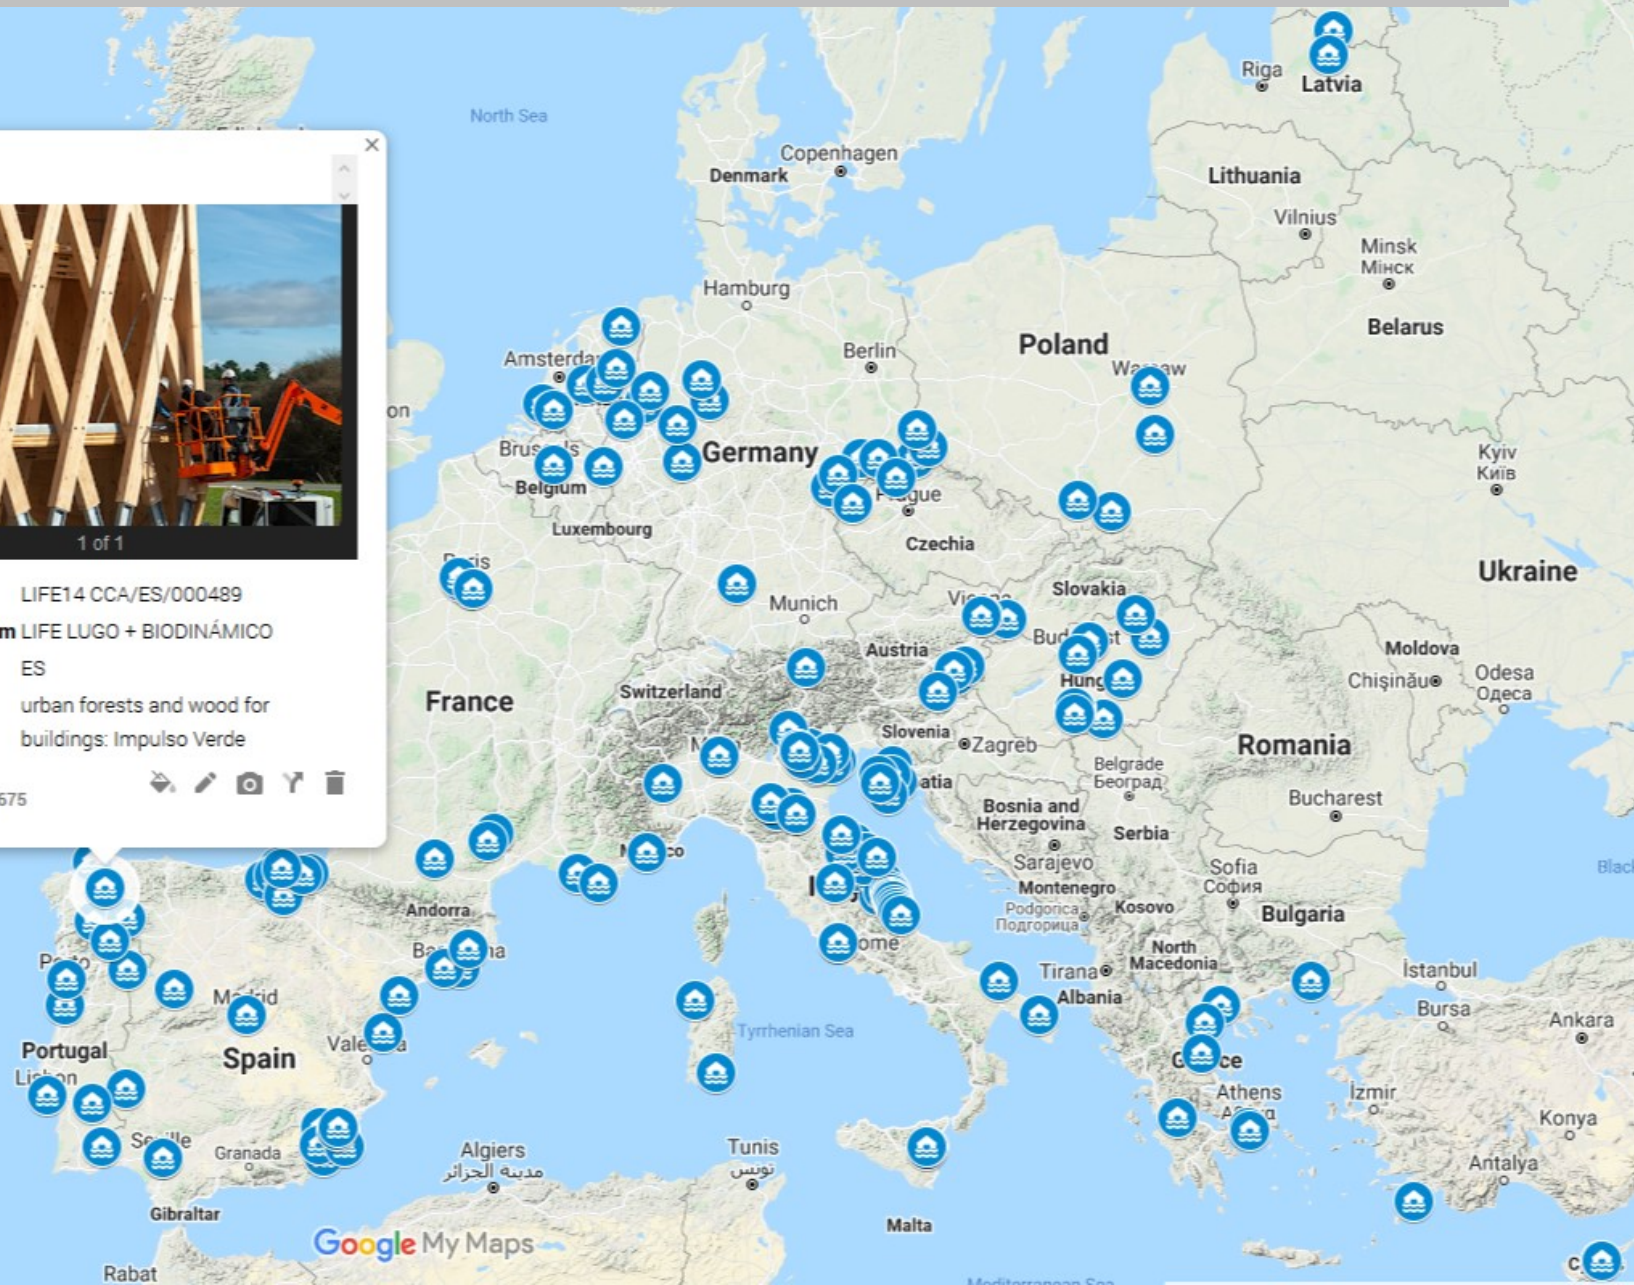 1 of 1
LIFE14 CCA/ES/000489
m LIFE LUGO + BIODINÁMICO
ES
urban forests and wood for
buildings: Impulso Verde
575
North Sea
Riga
Latvia
Copenhagen
Denmark
Lithuania
Vilnius
Minsk
Мінск
Belarus
Hamburg
Berlin
Poland
on
Germany
Belgium
Luxembourg
Czechia
Kyiv
Київ
Ukraine
Slovakia
Munich
Austria
Moldova
Chișinău
Odesa
Одеса
France
Switzerland
Slovenia
Zagreb
Romania
Belgrade
Београд
Bucharest
Bosnia and
Herzegovina
Serbia
Sarajevo
Sofia
София
Montenegro
Podgorica
Подгорица
Kosovo
Bulgaria
Andorra
North
Macedonia
Tirana
Albania
İstanbul
Bursa
Ankara
Tyrrhenian Sea
Portugal
Spain
Athens
İzmir
Konya
Antalya
Granada
Algiers
مدينة الجزائر
Tunis
تونس
Gibraltar
Malta
Google My Maps
Rabat